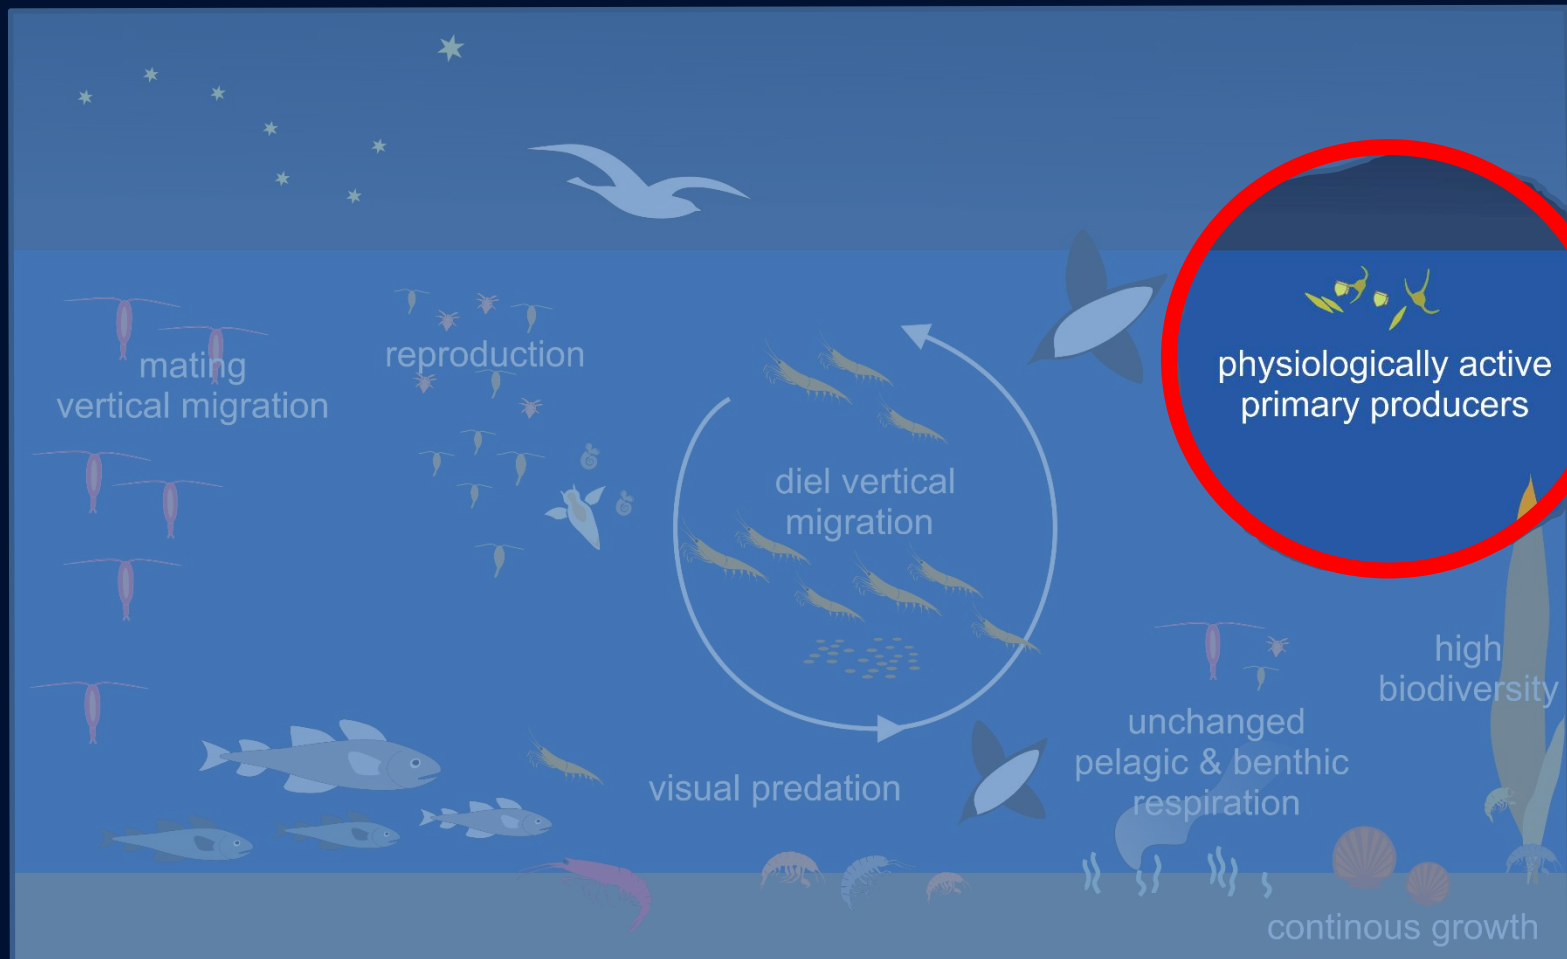 mating
vertical migration
reproduction
diel vertical
migration
physiologically active
primary producers
visual predation
unchanged
pelagic & benthic
respiration
high
biodiversity
continous growth